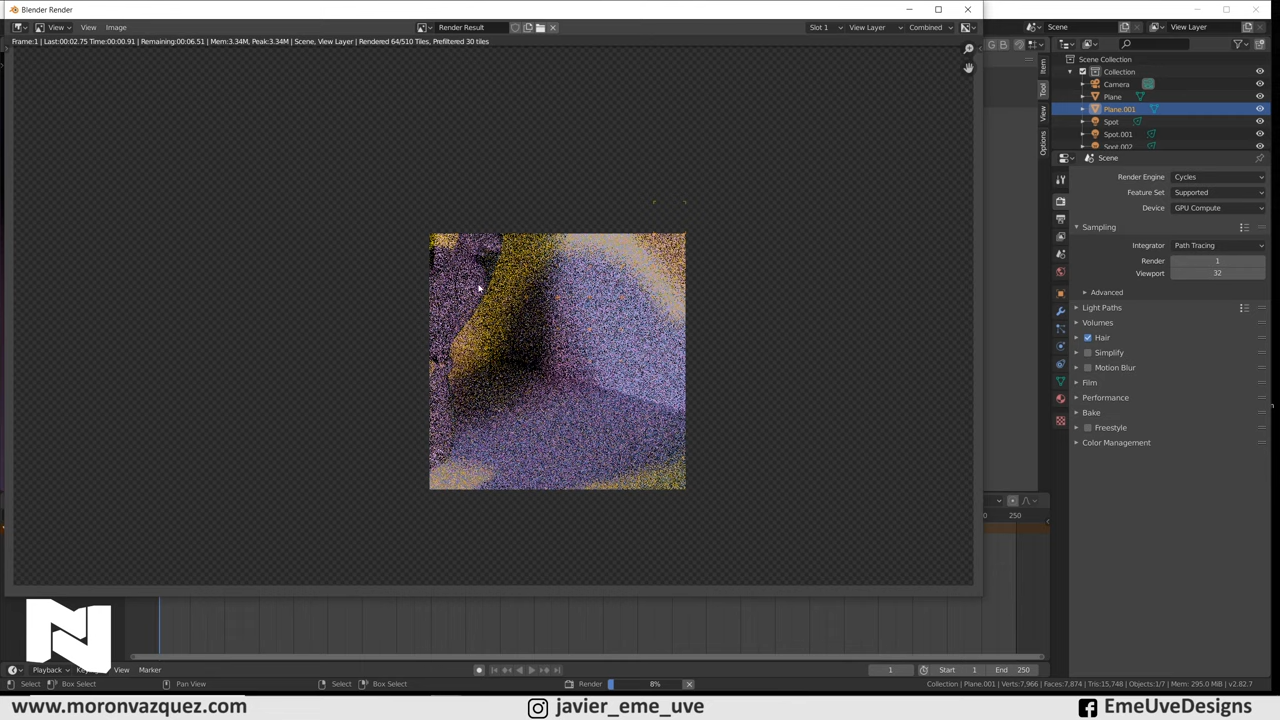 Blender Render
View View Image Render Result Slot 1 View Layer Combined
Frame:1 | Last:00:02.75 Time:00:00.91 | Remaining:00:06.51 | Mem:3.34M, Peak:3.34M | Scene, View Layer | Rendered 64/510 Tiles, Prefiltered 30 tiles
Scene View Layer
Scene Collection
Collection
Camera
Plane
Plane.001
Spot
Spot.001
Spot.002
Item
Tool
View
Options
Scene
Render Engine Cycles
Feature Set Supported
Device GPU Compute
Sampling
Integrator Path Tracing
Render 1
Viewport 32
Advanced
Light Paths
Volumes
Hair
Simplify
Motion Blur
Film
Performance
Bake
Freestyle
Color Management
250
Playback View Marker
1 Start 1 End 250
Select Box Select Pan View Select Box Select Render 8% Collection | Plane.001 | Verts:7,966 | Faces:7,874 | Tris:15,748 | Objects:1/7 | Mem: 295.0 MiB | v2.82.7
www.moronvazquez.com javier_eme_uve EmeUveDesigns